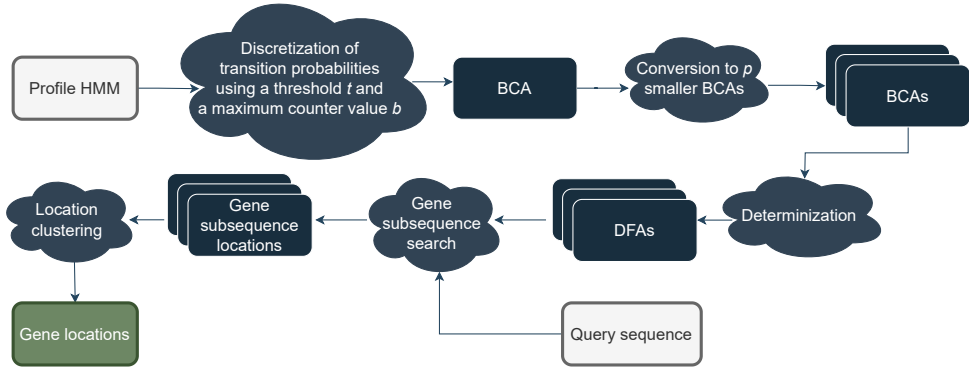 Profile HMM
Discretization of
transition probabilities
using a threshold t and
a maximum counter value b
BCA
Conversion to p
smaller BCAs
BCAs
Determinization
DFAs
Gene
subsequence
search
Gene
subsequence
locations
Location
clustering
Gene locations
Query sequence